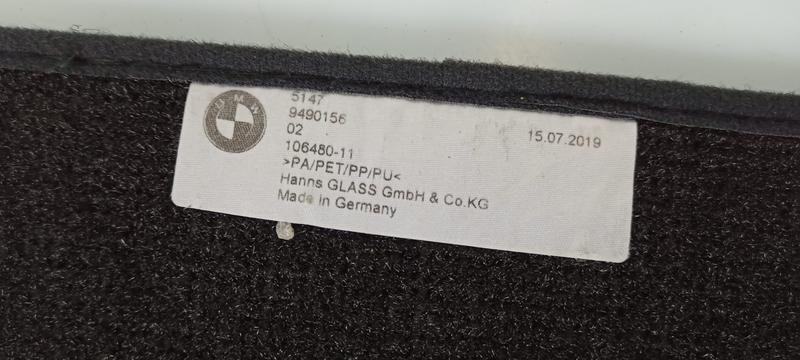 BMW
5147
9490156
02
15.07.2019
106480-11
>PA/PET/PP/PU<
Hanns GLASS GmbH & Co.KG
Made in Germany